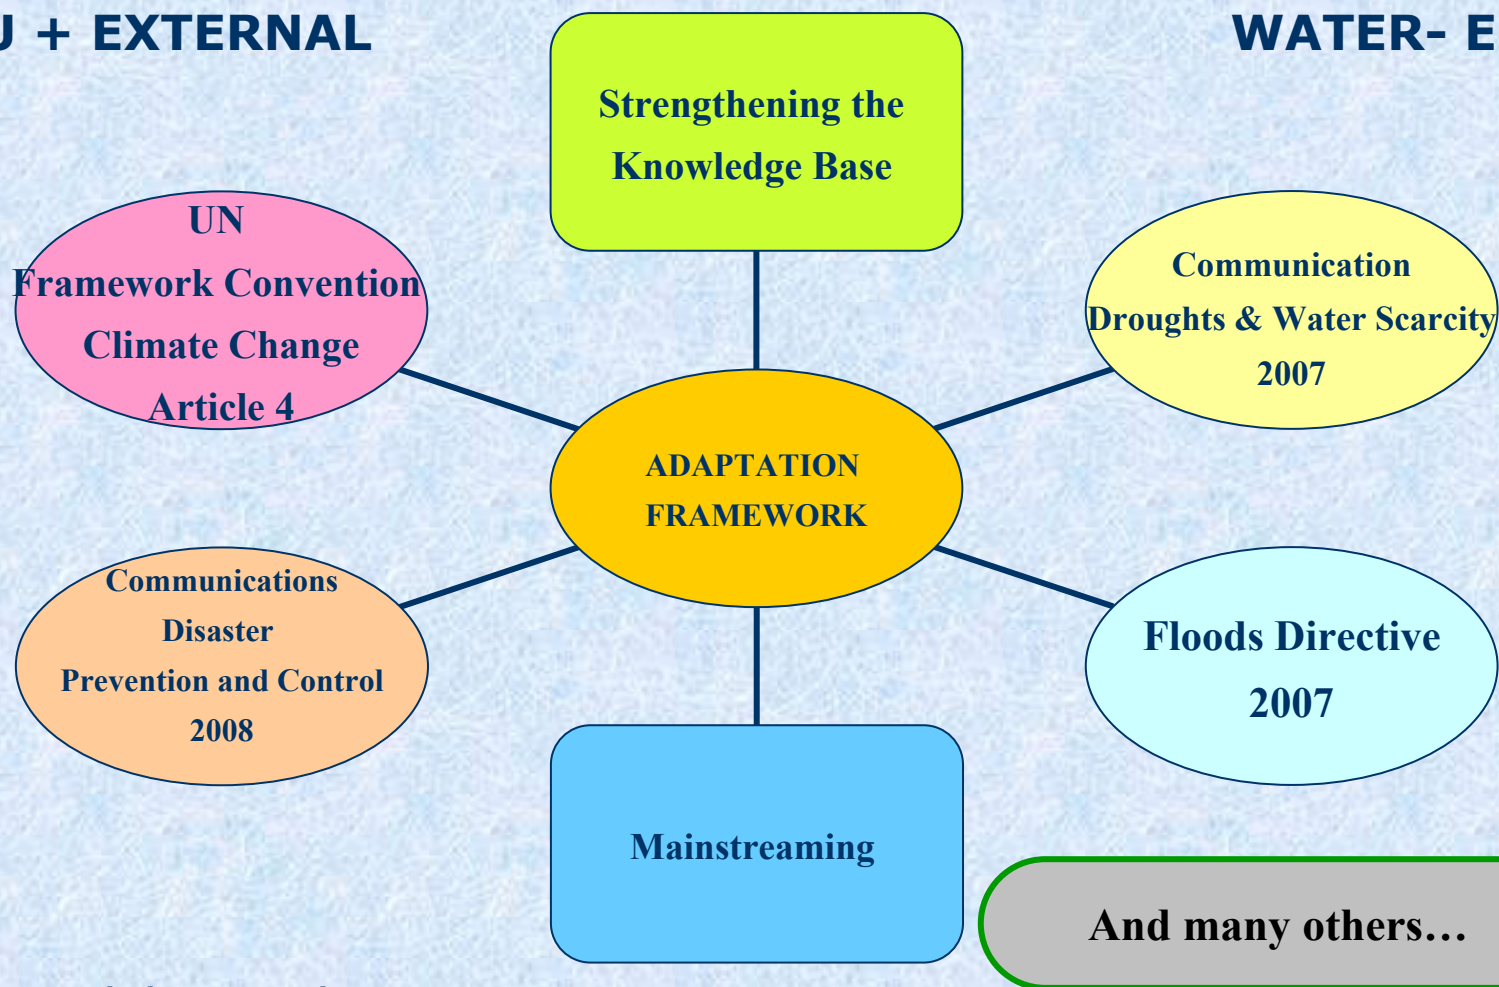 + EXTERNAL
WATER- E
Strengthening the
Knowledge Base
UN
Framework Convention
Climate Change
Article 4
Communication
Droughts & Water Scarcity
2007
ADAPTATION
FRAMEWORK
Communications
Disaster
Prevention and Control
2008
Floods Directive
2007
Mainstreaming
And many others…